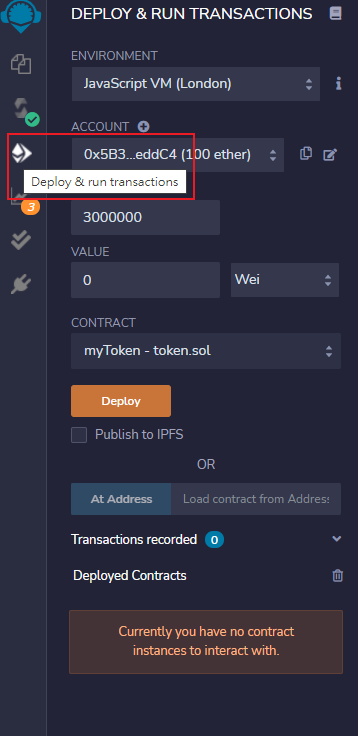 DEPLOY & RUN TRANSACTIONS
ENVIRONMENT
JavaScript VM (London)
ACCOUNT
0x5B3...eddC4 (100 ether)
Deploy & run transactions
3
3000000
VALUE
0
Wei
CONTRACT
myToken - token.sol
Deploy
Publish to IPFS
OR
At Address
Load contract from Address
Transactions recorded 0
Deployed Contracts
Currently you have no contract
instances to interact with.